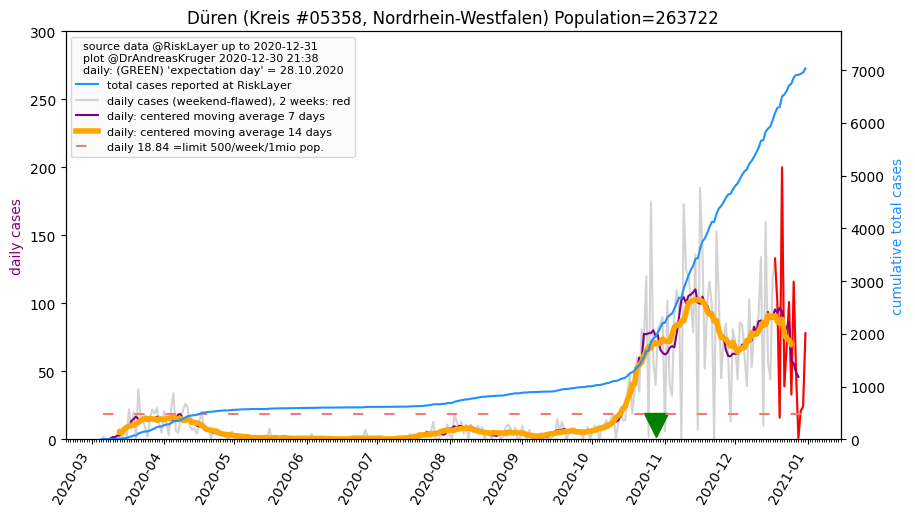 Düren (Kreis #05358, Nordrhein-Westfalen) Population=263722
source data @RiskLayer up to 2020-12-31
plot @DrAndreasKruger 2020-12-30 21:38
daily: (GREEN) 'expectation day' = 28.10.2020
total cases reported at RiskLayer
daily cases (weekend-flawed), 2 weeks: red
daily: centered moving average 7 days
daily: centered moving average 14 days
daily 18.84 =limit 500/week/1mio pop.
daily cases
300
250
200
150
100
50
0
7000
6000
5000
4000
3000
2000
1000
0
cumulative total cases
2020-03
2020-04
2020-05
2020-06
2020-07
2020-08
2020-09
2020-10
2020-11
2020-12
2021-01